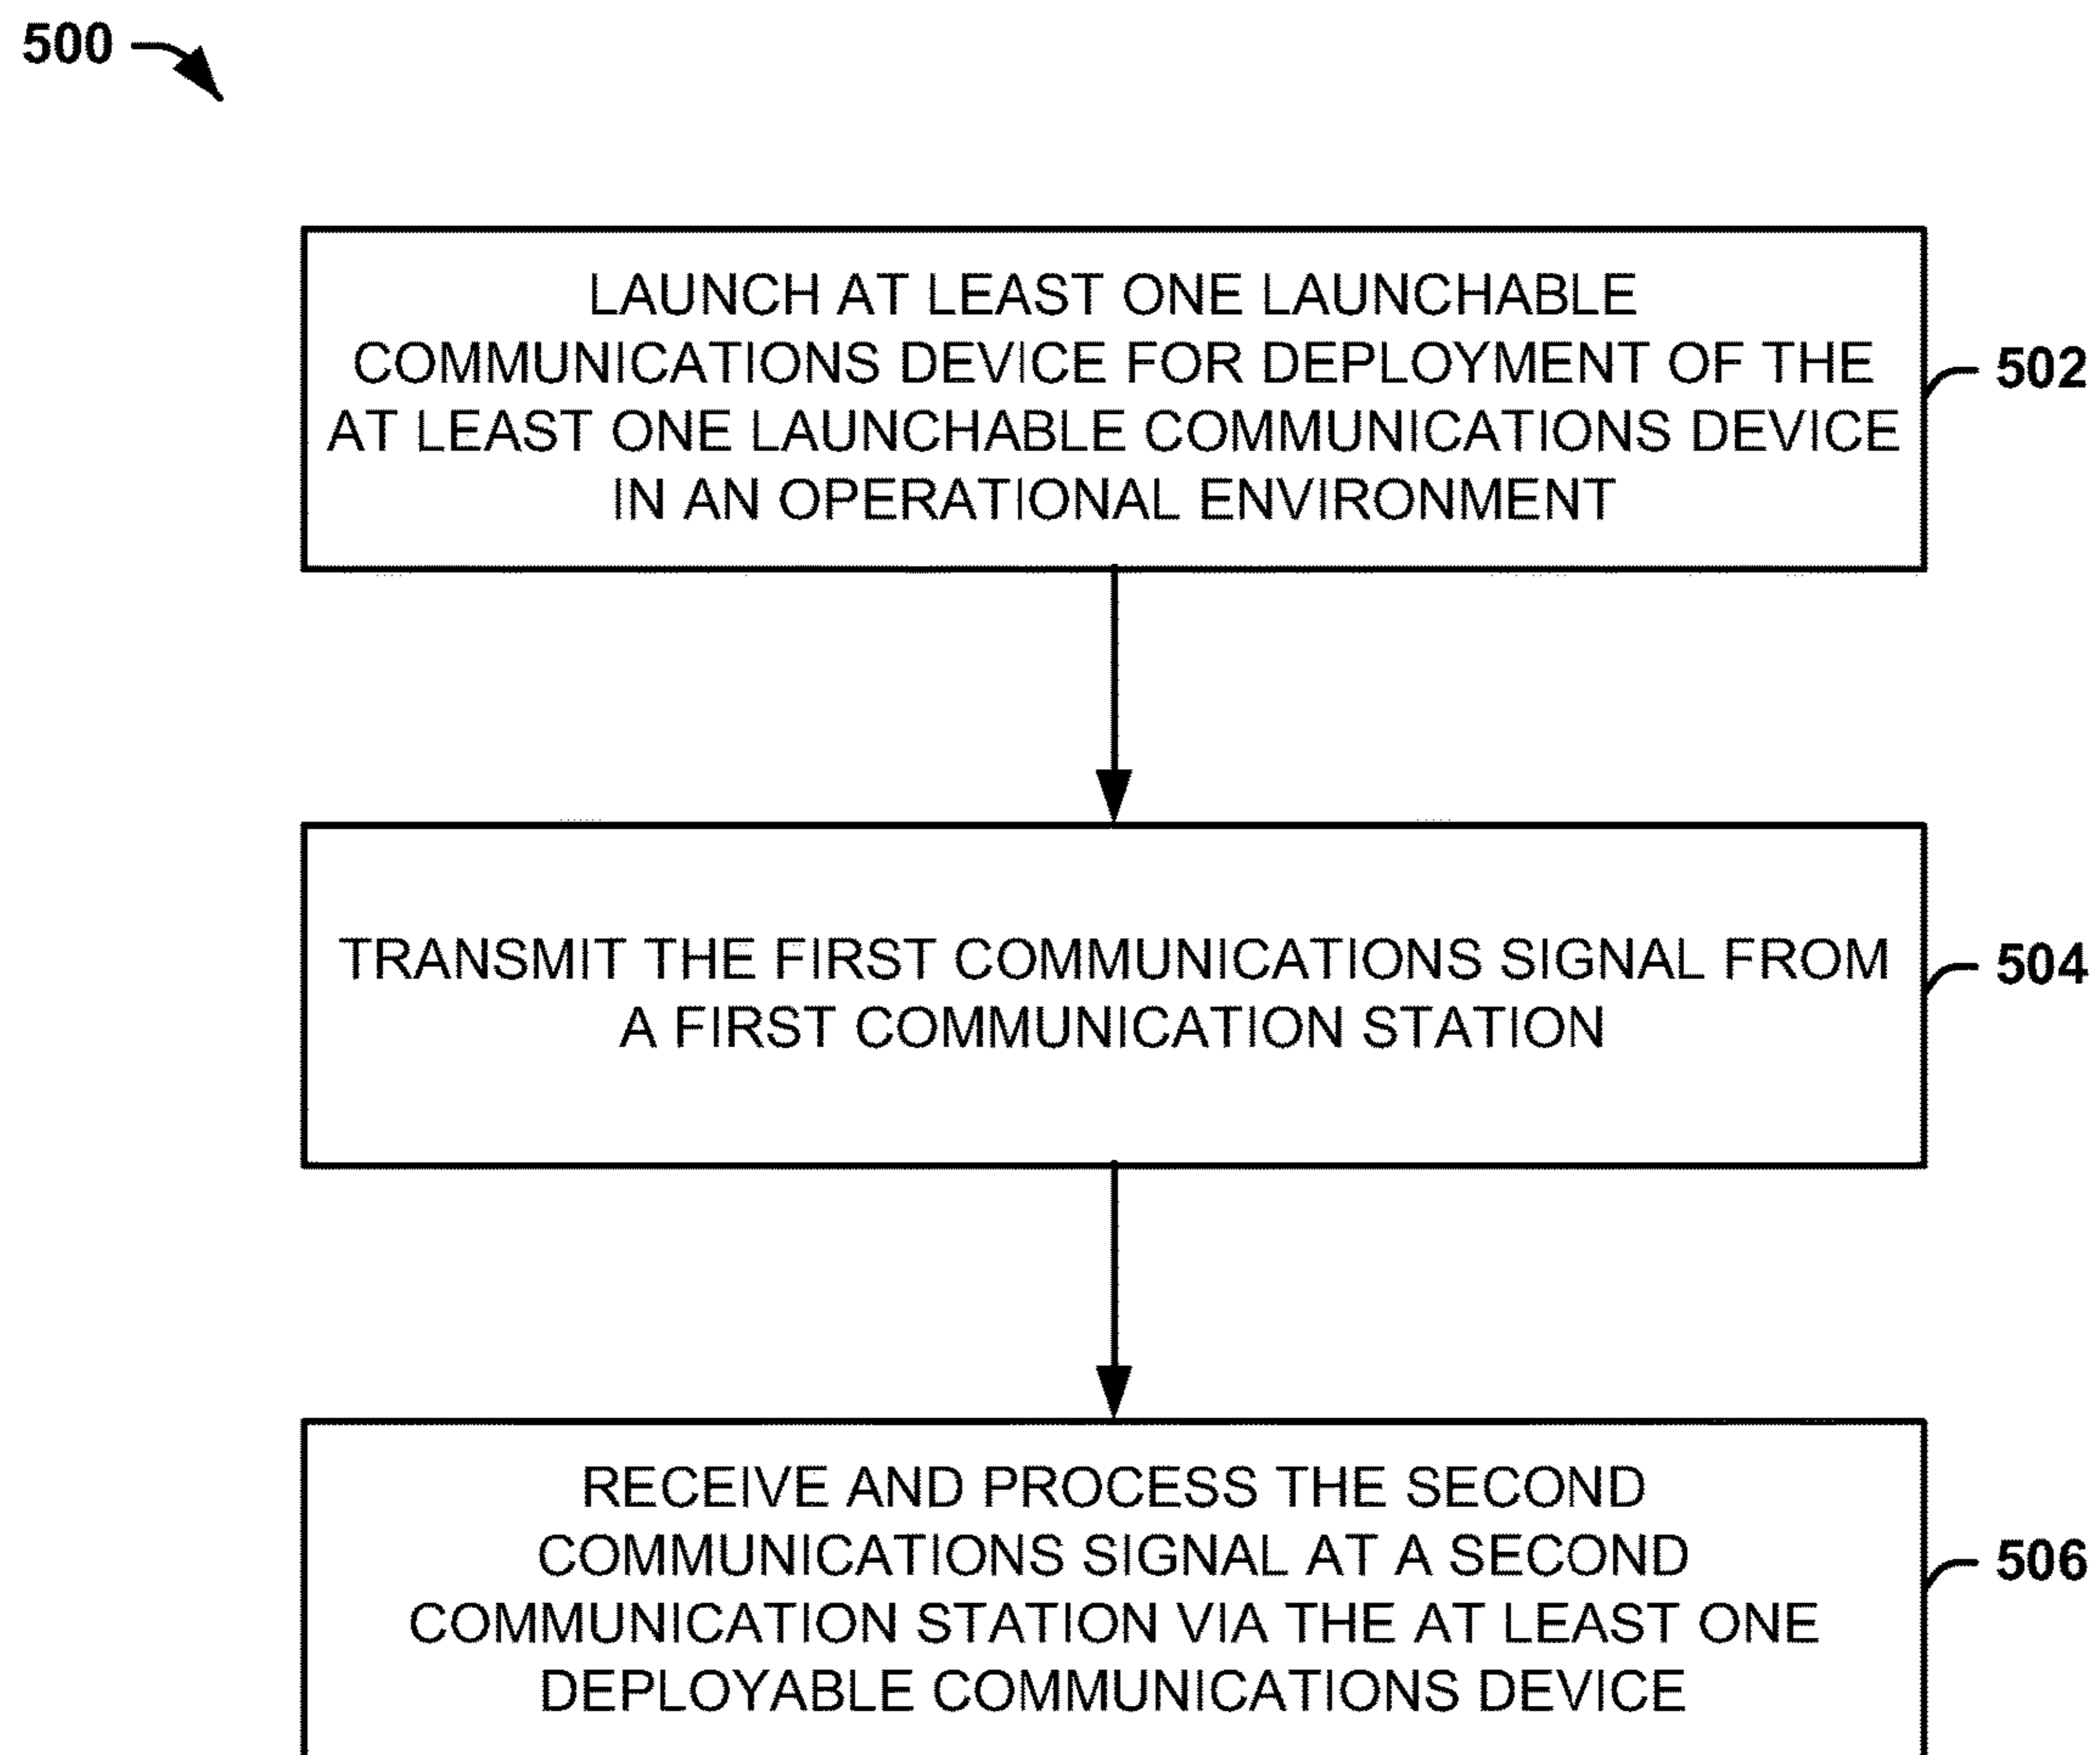 500
LAUNCH AT LEAST ONE LAUNCHABLE
COMMUNICATIONS DEVICE FOR DEPLOYMENT OF THE
AT LEAST ONE LAUNCHABLE COMMUNICATIONS DEVICE
IN AN OPERATIONAL ENVIRONMENT
502
TRANSMIT THE FIRST COMMUNICATIONS SIGNAL FROM
A FIRST COMMUNICATION STATION
504
RECEIVE AND PROCESS THE SECOND
COMMUNICATIONS SIGNAL AT A SECOND
COMMUNICATION STATION VIA THE AT LEAST ONE
DEPLOYABLE COMMUNICATIONS DEVICE
506